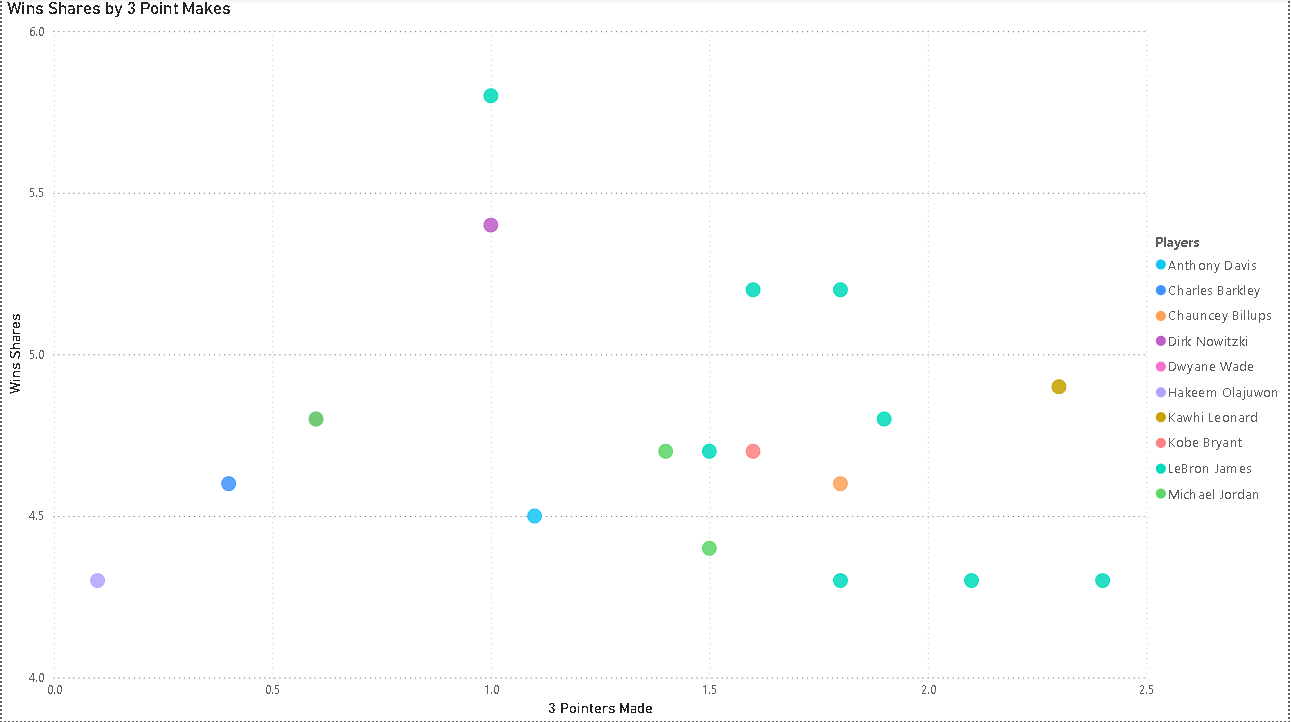 Wins Shares by 3 Point Makes
6.0
5.5
5.0
4.5
4.0
Wins Shares
0.0 0.5 1.0 1.5 2.0 2.5
3 Pointers Made
Players
Anthony Davis
Charles Barkley
Chauncey Billups
Dirk Nowitzki
Dwyane Wade
Hakeem Olajuwon
Kawhi Leonard
Kobe Bryant
LeBron James
Michael Jordan